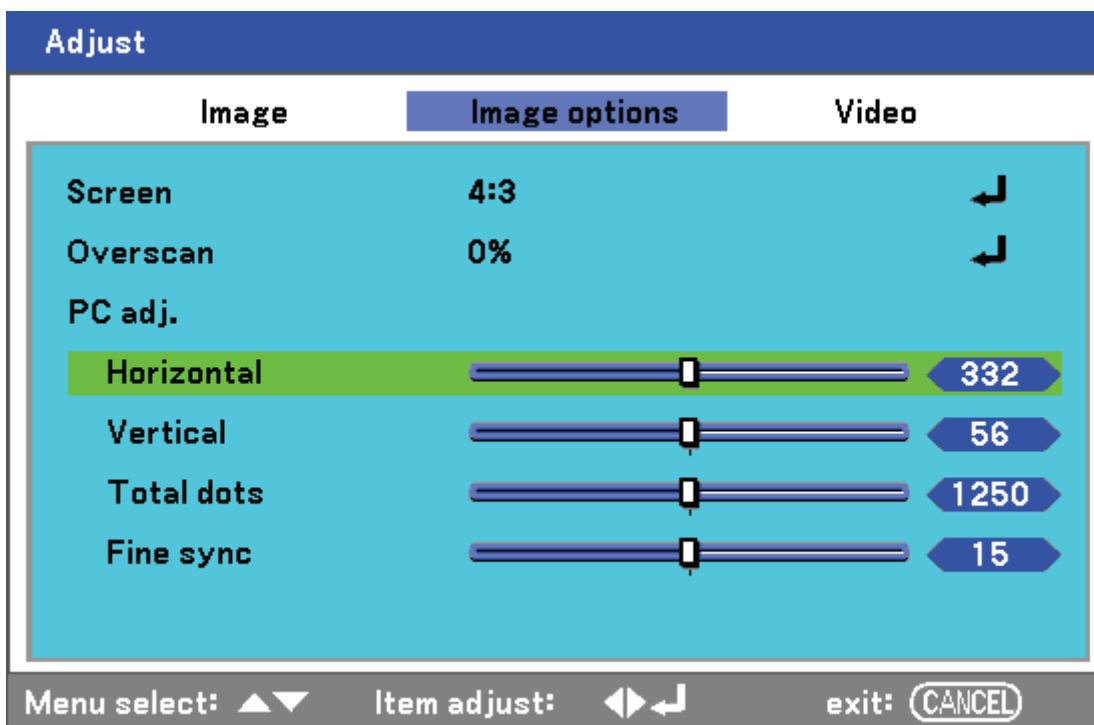 Adjust
Image Image options Video
Screen 4:3
Overscan 0%
PC adj.
Horizontal 332
Vertical 56
Total dots 1250
Fine sync 15
Menu select: ▲▼ Item adjust: ◀▶↵ exit: CANCEL